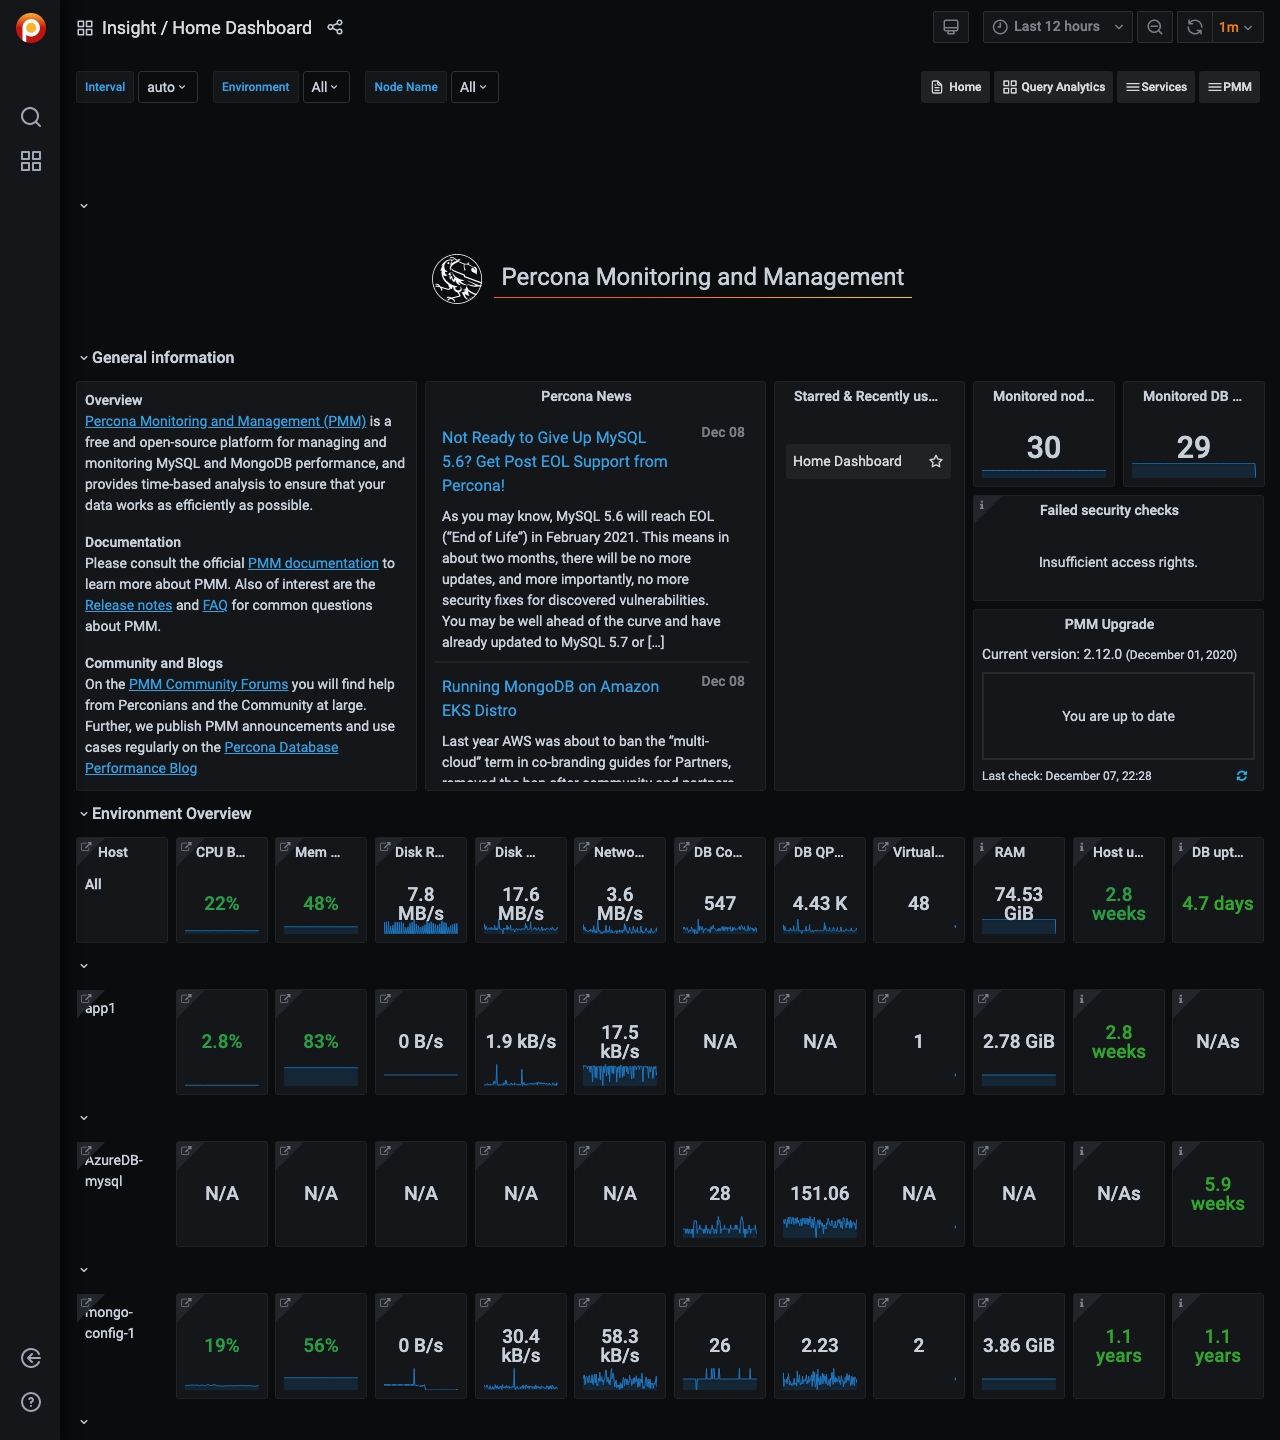 Insight / Home Dashboard
Last 12 hours
1m
Interval
auto
Environment
All
Node Name
All
Home
Query Analytics
Services
PMM
Percona Monitoring and Management
General information
Overview
Percona Monitoring and Management (PMM) is a
free and open-source platform for managing and
monitoring MySQL and MongoDB performance, and
provides time-based analysis to ensure that your
data works as efficiently as possible.
Documentation
Please consult the official PMM documentation to
learn more about PMM. Also of interest are the
Release notes and FAQ for common questions
about PMM.
Community and Blogs
On the PMM Community Forums you will find help
from Perconians and the Community at large.
Further, we publish PMM announcements and use
cases regularly on the Percona Database
Performance Blog
Percona News
Not Ready to Give Up MySQL
5.6? Get Post EOL Support from
Percona!
Dec 08
As you may know, MySQL 5.6 will reach EOL
(“End of Life”) in February 2021. This means in
about two months, there will be no more
updates, and more importantly, no more
security fixes for discovered vulnerabilities.
You may be well ahead of the curve and have
already updated to MySQL 5.7 or […]
Running MongoDB on Amazon
EKS Distro
Dec 08
Last year AWS was about to ban the “multi-
cloud” term in co-branding guides for Partners,
removed the ban after community and partners
Starred & Recently us...
Home Dashboard
Monitored nod...
30
Monitored DB ...
29
Failed security checks
Insufficient access rights.
PMM Upgrade
Current version: 2.12.0 (December 01, 2020)
You are up to date
Last check: December 07, 22:28
Environment Overview
Host
All
CPU B...
22%
Mem ...
48%
Disk R...
7.8
MB/s
Disk ...
17.6
MB/s
Netwo...
3.6
MB/s
DB Co...
547
DB QP...
4.43 K
Virtual...
48
RAM
74.53
GiB
Host u...
2.8
weeks
DB upt...
4.7 days
app1
2.8%
83%
0 B/s
1.9 kB/s
17.5
kB/s
N/A
N/A
1
2.78 GiB
2.8
weeks
N/As
AzureDB-
mysql
N/A
N/A
N/A
N/A
N/A
28
151.06
N/A
N/A
N/As
5.9
weeks
mongo-
config-1
19%
56%
0 B/s
30.4
kB/s
58.3
kB/s
26
2.23
2
3.86 GiB
1.1
years
1.1
years